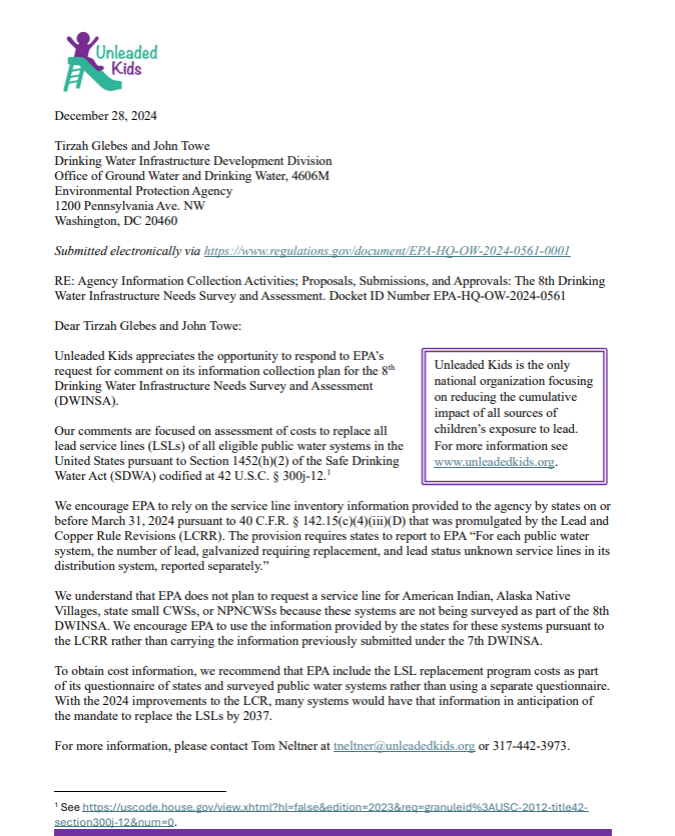 Unleaded
Kids
December 28, 2024
Tirzah Glebes and John Towe
Drinking Water Infrastructure Development Division
Office of Ground Water and Drinking Water, 4606M
Environmental Protection Agency
1200 Pennsylvania Ave. NW
Washington, DC 20460
Submitted electronically via https://www.regulations.gov/document/EPA-HQ-OW-2024-0561-0001
RE: Agency Information Collection Activities; Proposals, Submissions, and Approvals: The 8th Drinking
Water Infrastructure Needs Survey and Assessment. Docket ID Number EPA-HQ-OW-2024-0561
Dear Tirzah Glebes and John Towe:
Unleaded Kids appreciates the opportunity to respond to EPA's
request for comment on its information collection plan for the 8th
Drinking Water Infrastructure Needs Survey and Assessment
(DWINSA).
Our comments are focused on assessment of costs to replace all
lead service lines (LSLs) of all eligible public water systems in the
United States pursuant to Section 1452(h)(2) of the Safe Drinking
Water Act (SDWA) codified at 42 U.S.C. § 300j-12.1
Unleaded Kids is the only
national organization focusing
on reducing the cumulative
impact of all sources of
children's exposure to lead.
For more information see
www.unleadedkids.org.
We encourage EPA to rely on the service line inventory information provided to the agency by states on or
before March 31, 2024 pursuant to 40 C.F.R. § 142.15(c)(4)(iii)(D) that was promulgated by the Lead and
Copper Rule Revisions (LCRR). The provision requires states to report to EPA "For each public water
system, the number of lead, galvanized requiring replacement, and lead status unknown service lines in its
distribution system, reported separately."
We understand that EPA does not plan to request a service line for American Indian, Alaska Native
Villages, state small CWSs, or NPNCWSs because these systems are not being surveyed as part of the 8th
DWINSA. We encourage EPA to use the information provided by the states for these systems pursuant to
the LCRR rather than carrying the information previously submitted under the 7th DWINSA.
To obtain cost information, we recommend that EPA include the LSL replacement program costs as part
of its questionnaire of states and surveyed public water systems rather than using a separate questionnaire.
With the 2024 improvements to the LCR, many systems would have that information in anticipation of
the mandate to replace the LSLs by 2037.
For more information, please contact Tom Neltner at tneltner@unleadedkids.org or 317-442-3973.
1 See https://uscode.house.gov/view.xhtml?hl=false&edition=2023&req=granuleid%3AUSC-2012-title42-
section300j-12&num=0.